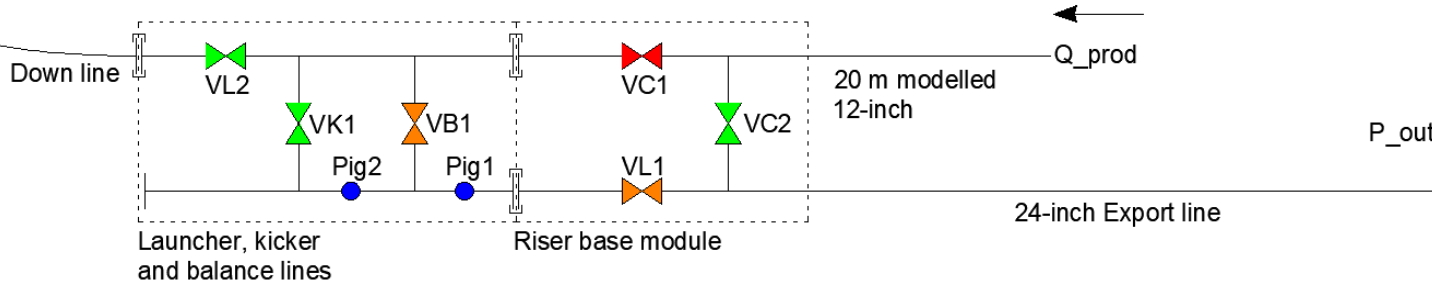 Q_prod
Down line
VL2
VC1
20 m modelled
12-inch
VK1
VB1
VC2
P_out
Pig2
Pig1
VL1
24-inch Export line
Launcher, kicker
and balance lines
Riser base module